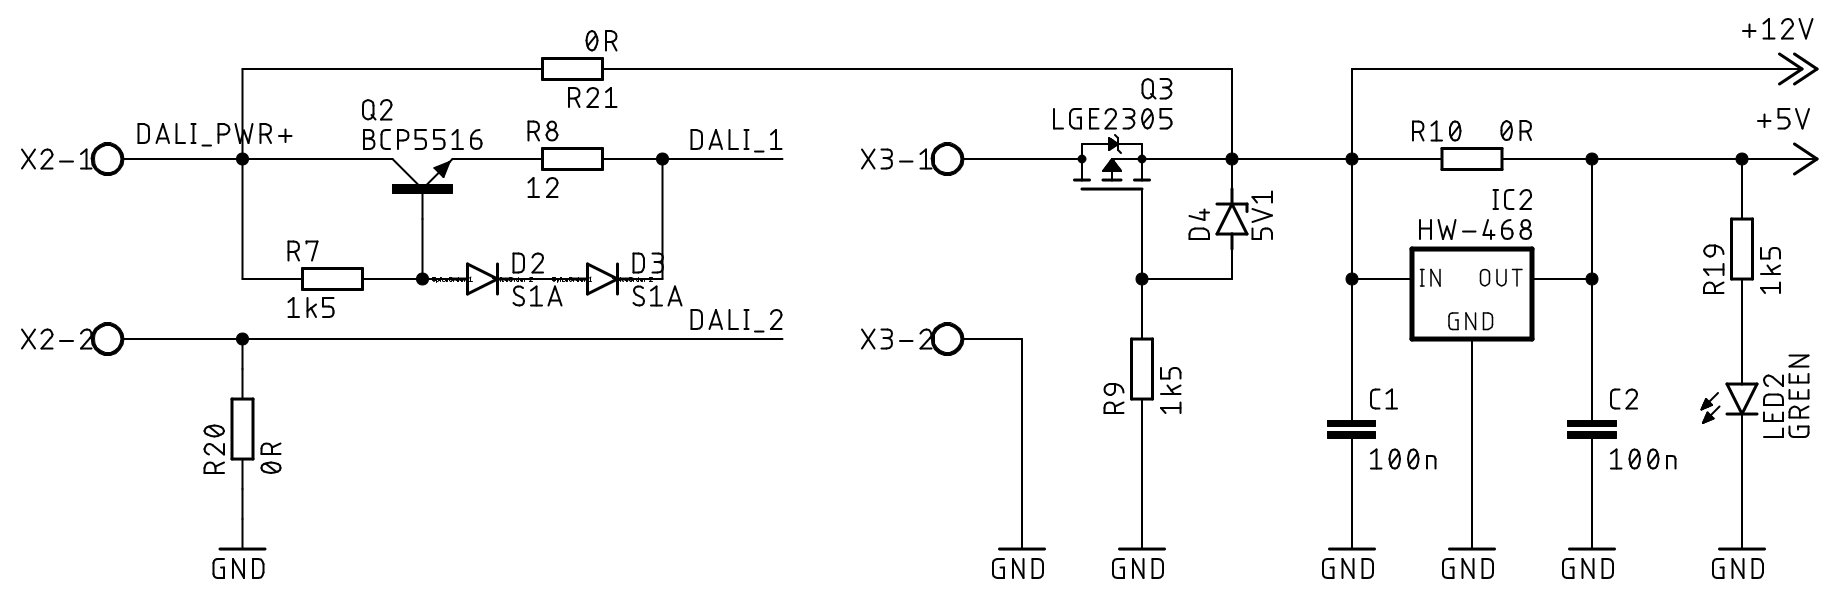 +12V
0R
R21
Q3
LGE2305
+5V
Q2
BCP5516
DALI_PWR+
R8
DALI_1
R10 0R
X2-1
12
X3-1
IC2
HW-468
D4
5V1
R7
D2
D3
IN OUT
R19
1k5
1k5
S1A
S1A
DALI_2
GND
X2-2
X3-2
R9
1k5
C1
C2
LED2
GREEN
R20
0R
100n
100n
GND
GND
GND
GND
GND
GND
GND